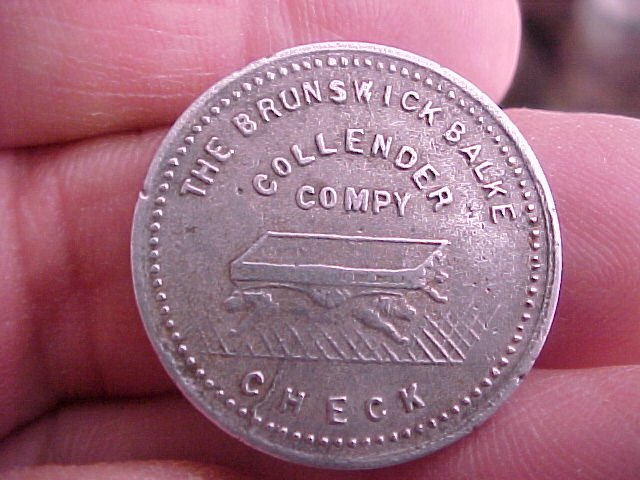 THE BRUNSWICK BALKE
COLLENDER
COMPY
CHECK